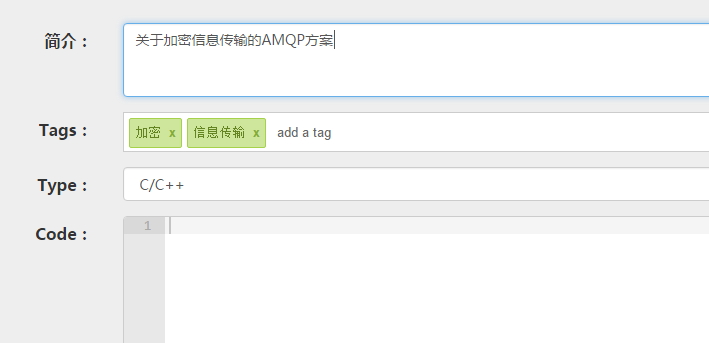 简介：
关于加密信息传输的AMQP方案
Tags：
加密 x 信息传输 x add a tag
Type：
C/C++
Code：
1